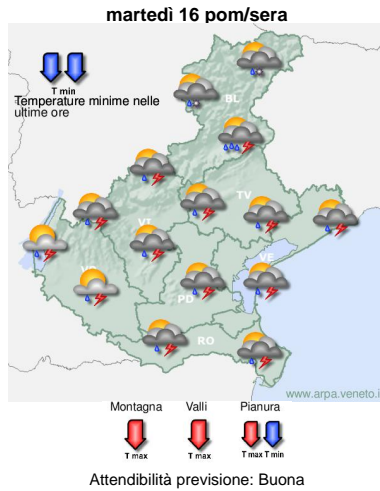 martedì 16 pom/sera
T min
Temperature minime nelle
ultime ore
BL
TV
VI
VE
VR
PD
RO
www.arpa.veneto.i
Montagna Valli Pianura
T max T max T max T min
Attendibilità previsione: Buona